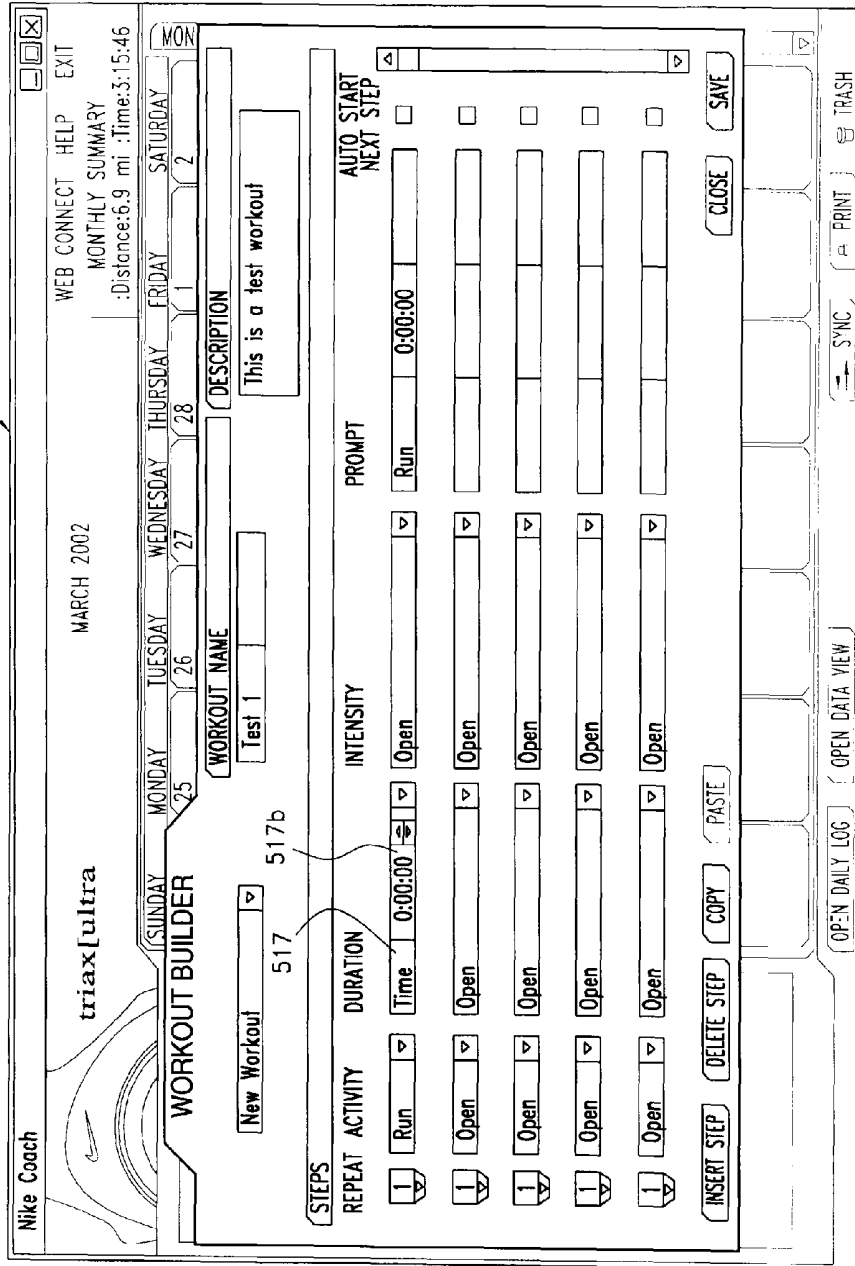 Nike Coach
triax[ultra
MARCH 2002
WEB CONNECT HELP EXIT
MONTHLY SUMMARY
:Distance:6.9 mi :Time:3:15:46
SUNDAY MONDAY TUESDAY WEDNESDAY THURSDAY FRIDAY SATURDAY
25 26 27 28 1 2 MON
WORKOUT BUILDER
New Workout
WORKOUT NAME
Test 1
DESCRIPTION
This is a test workout
517
517b
STEPS
REPEAT ACTIVITY DURATION INTENSITY PROMPT AUTO START NEXT STEP
1 Run Time 0:00:00 Open Run 0:00:00
1 Open Open Open
1 Open Open Open
1 Open Open Open
1 Open Open Open
INSERT STEP DELETE STEP COPY PASTE CLOSE SAVE
OPEN DAILY LOG OPEN DATA VIEW SYNC PRINT TRASH